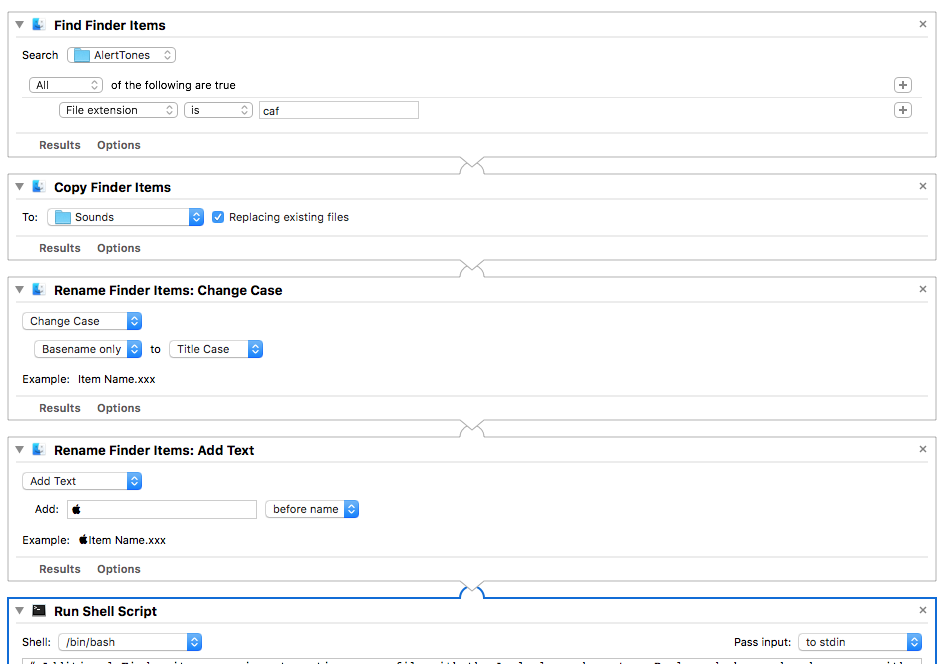 Find Finder Items
Search AlertTones
All of the following are true
File extension is caf
Results Options
Copy Finder Items
To: Sounds Replacing existing files
Results Options
Rename Finder Items: Change Case
Change Case
Basename only to Title Case
Example: Item Name.xxx
Results Options
Rename Finder Items: Add Text
Add Text
Add:  before name
Example: Item Name.xxx
Results Options
Run Shell Script
Shell: /bin/bash Pass input: to stdin